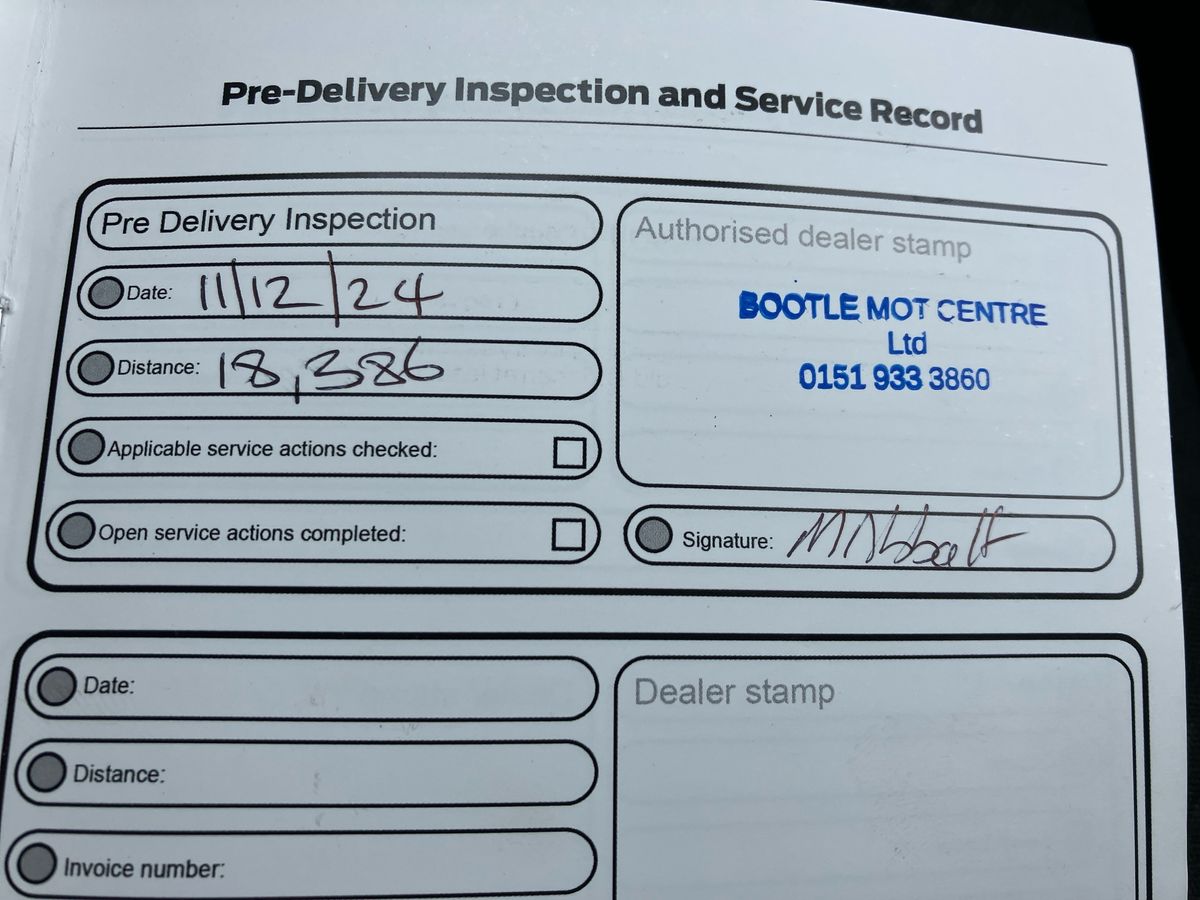 Pre-Delivery Inspection and Service Record
Pre Delivery Inspection
Date: 11/12/24
Distance: 18,386
Applicable service actions checked:
Open service actions completed:
Authorised dealer stamp
BOOTLE MOT CENTRE
Ltd
0151 933 3860
Signature: M Abbott
Date:
Distance:
Invoice number:
Dealer stamp